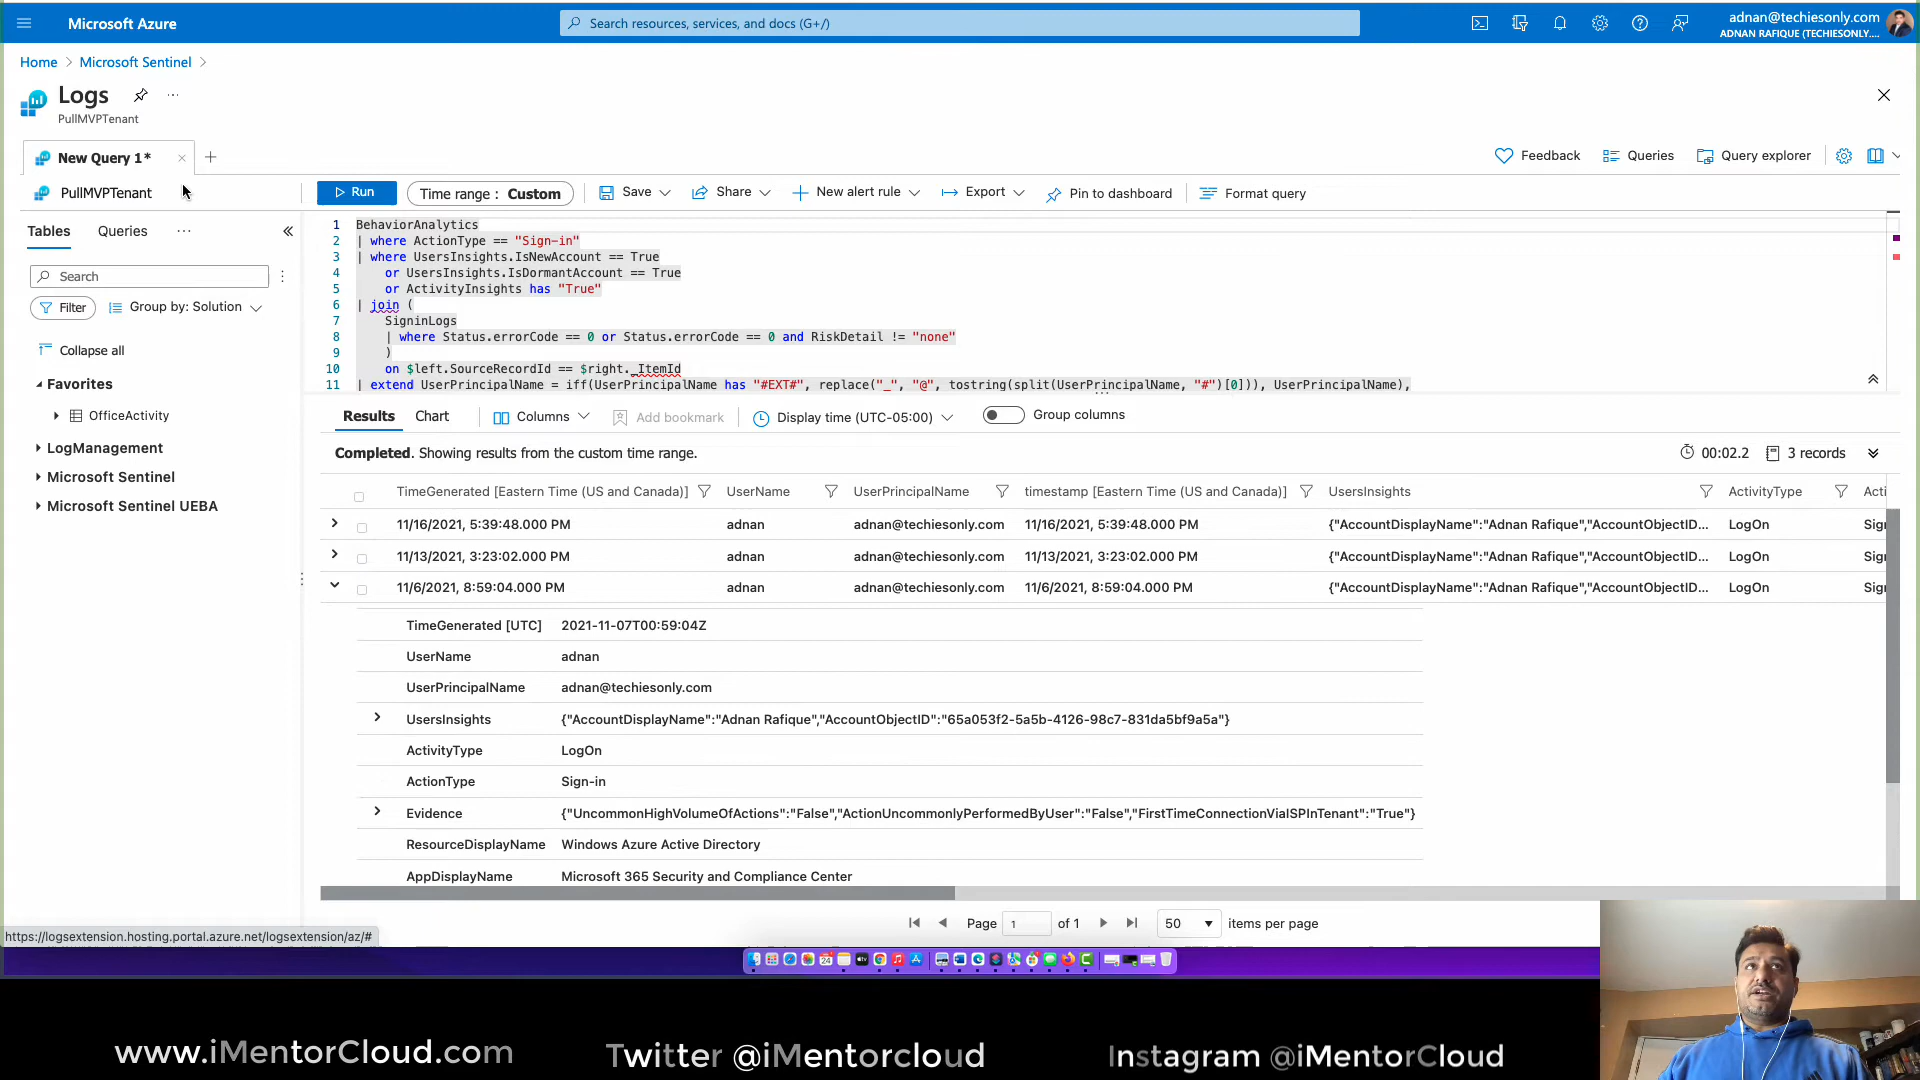 Microsoft Azure
Search resources, services, and docs (G+/)
adnan@techiesonly.com
ADNAN RAFIQUE (TECHIESONLY....
Home > Microsoft Sentinel >
Logs
PullMVPTenant
New Query 1*
Feedback
Queries
Query explorer
PullMVPTenant
Run
Time range : Custom
Save
Share
New alert rule
Export
Pin to dashboard
Format query
Tables
Queries
Search
Filter
Group by: Solution
Collapse all
Favorites
OfficeActivity
LogManagement
Microsoft Sentinel
Microsoft Sentinel UEBA
1 BehaviorAnalytics
2 | where ActionType == "Sign-in"
3 | where UsersInsights.IsNewAccount == True
4 or UsersInsights.IsDormantAccount == True
5 or ActivityInsights has "True"
6 | join (
7 SigninLogs
8 | where Status.errorCode == 0 or Status.errorCode == 0 and RiskDetail != "none"
9 )
10 on $left.SourceRecordId == $right._ItemId
11 | extend UserPrincipalName = iff(UserPrincipalName has "#EXT#", replace("_", "@", tostring(split(UserPrincipalName, "#")[0])), UserPrincipalName),
Results
Chart
Columns
Add bookmark
Display time (UTC-05:00)
Group columns
Completed. Showing results from the custom time range.
00:02.2
3 records
TimeGenerated [Eastern Time (US and Canada)] UserName UserPrincipalName timestamp [Eastern Time (US and Canada)] UsersInsights ActivityType Acti
11/16/2021, 5:39:48.000 PM adnan adnan@techiesonly.com 11/16/2021, 5:39:48.000 PM {"AccountDisplayName":"Adnan Rafique","AccountObjectID... LogOn Sign
11/13/2021, 3:23:02.000 PM adnan adnan@techiesonly.com 11/13/2021, 3:23:02.000 PM {"AccountDisplayName":"Adnan Rafique","AccountObjectID... LogOn Sign
11/6/2021, 8:59:04.000 PM adnan adnan@techiesonly.com 11/6/2021, 8:59:04.000 PM {"AccountDisplayName":"Adnan Rafique","AccountObjectID... LogOn Sign
TimeGenerated [UTC] 2021-11-07T00:59:04Z
UserName adnan
UserPrincipalName adnan@techiesonly.com
UsersInsights {"AccountDisplayName":"Adnan Rafique","AccountObjectID":"65a053f2-5a5b-4126-98c7-831da5bf9a5a"}
ActivityType LogOn
ActionType Sign-in
Evidence {"UncommonHighVolumeOfActions":"False","ActionUncommonlyPerformedByUser":"False","FirstTimeConnectionViaISPInTenant":"True"}
ResourceDisplayName Windows Azure Active Directory
AppDisplayName Microsoft 365 Security and Compliance Center
Page 1 of 1
50 items per page
https://logsextension.hosting.portal.azure.net/logsextension/az/#
www.iMentorCloud.com
Twitter @iMentorcloud
Instagram @iMentorCloud